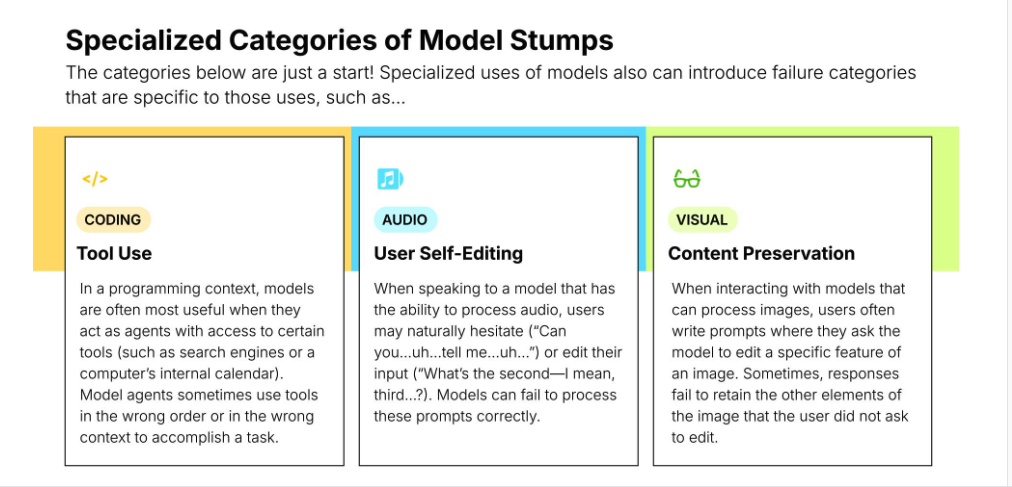 Specialized Categories of Model Stumps
The categories below are just a start! Specialized uses of models also can introduce failure categories
that are specific to those uses, such as...
</>
CODING
Tool Use
In a programming context, models
are often most useful when they
act as agents with access to certain
tools (such as search engines or a
computer's internal calendar).
Model agents sometimes use tools
in the wrong order or in the wrong
context to accomplish a task.
AUDIO
User Self-Editing
When speaking to a model that has
the ability to process audio, users
may naturally hesitate (“Can
you...uh...tell me...uh...”) or edit their
input (“What's the second—I mean,
third...?). Models can fail to process
these prompts correctly.
VISUAL
Content Preservation
When interacting with models that
can process images, users often
write prompts where they ask the
model to edit a specific feature of
an image. Sometimes, responses
fail to retain the other elements of
the image that the user did not ask
to edit.